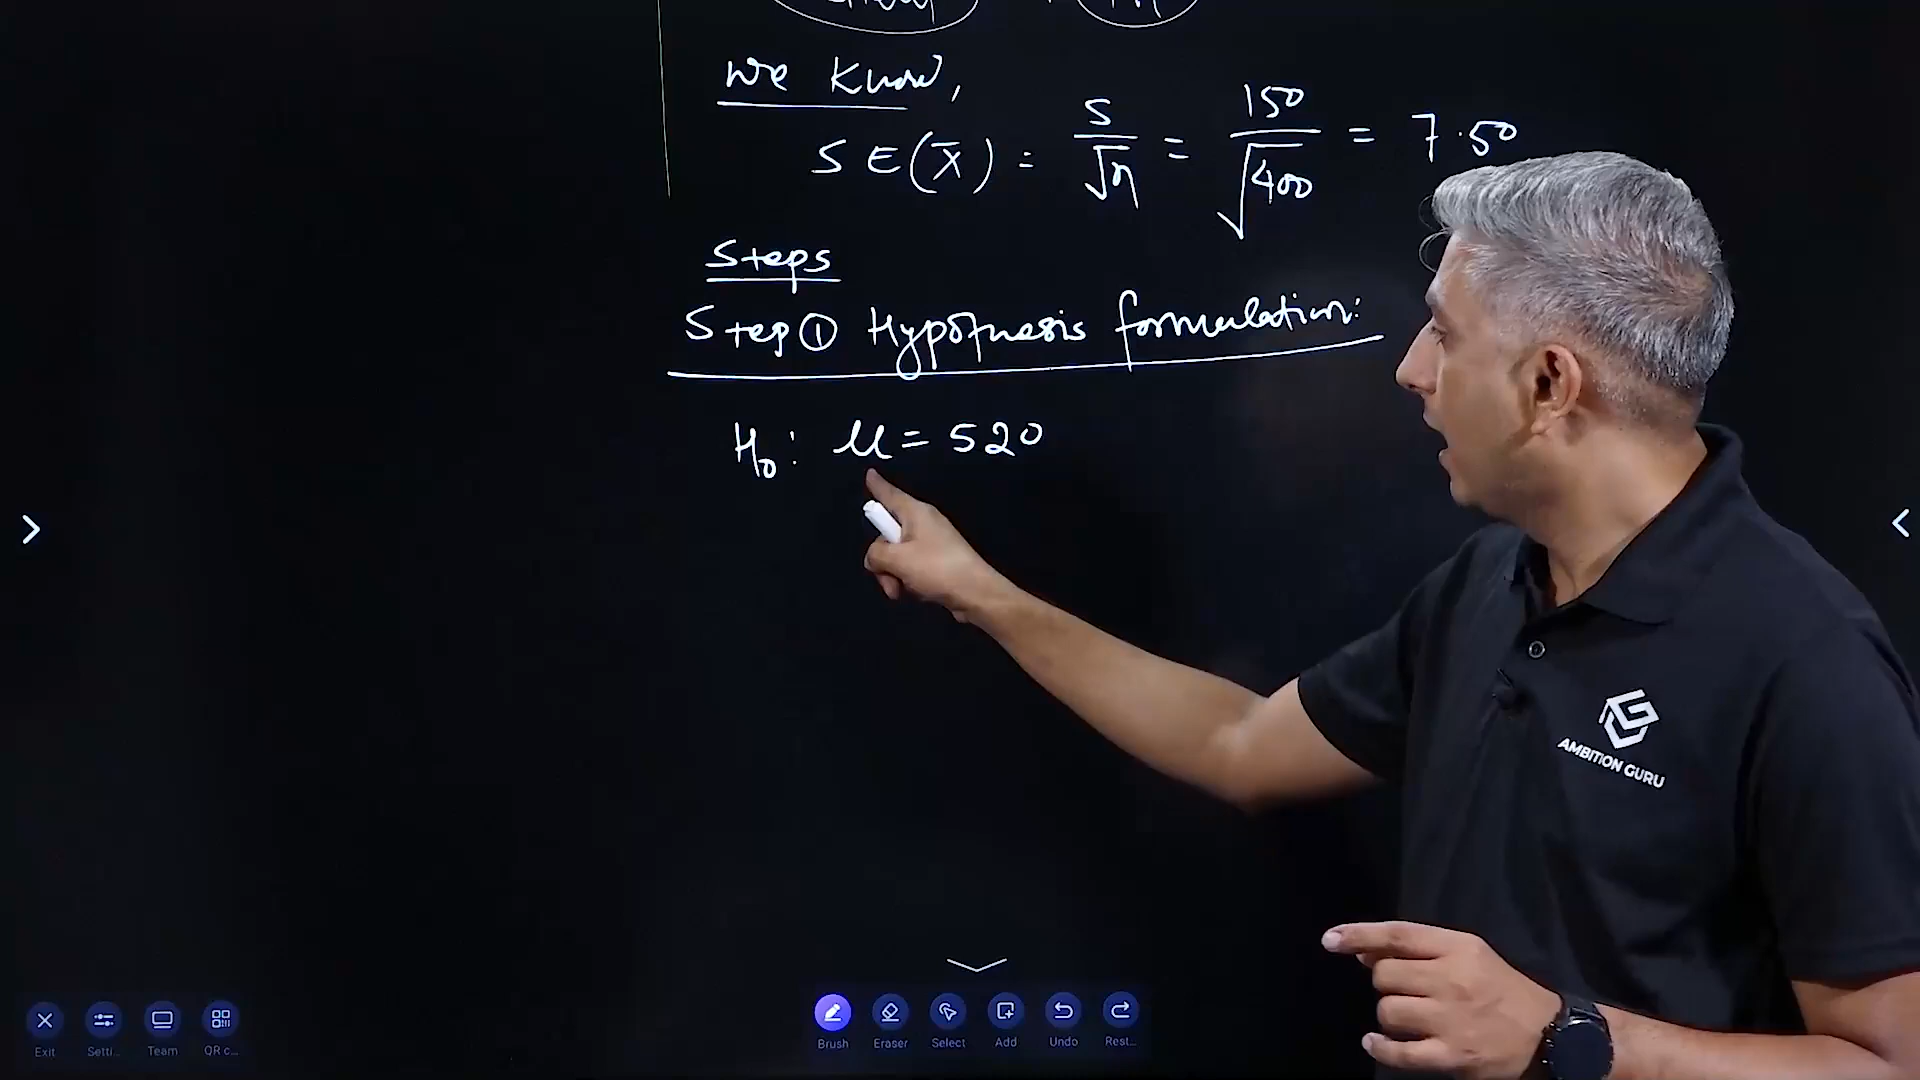 We know,
SE(x̄) = s/√n = 150/√400 = 7.50
Steps
Step ① Hypothesis formulation:
H₀: μ = 520
AMBITION GURU
Exit Setti... Team QR c... Brush Eraser Select Add Undo Rest...